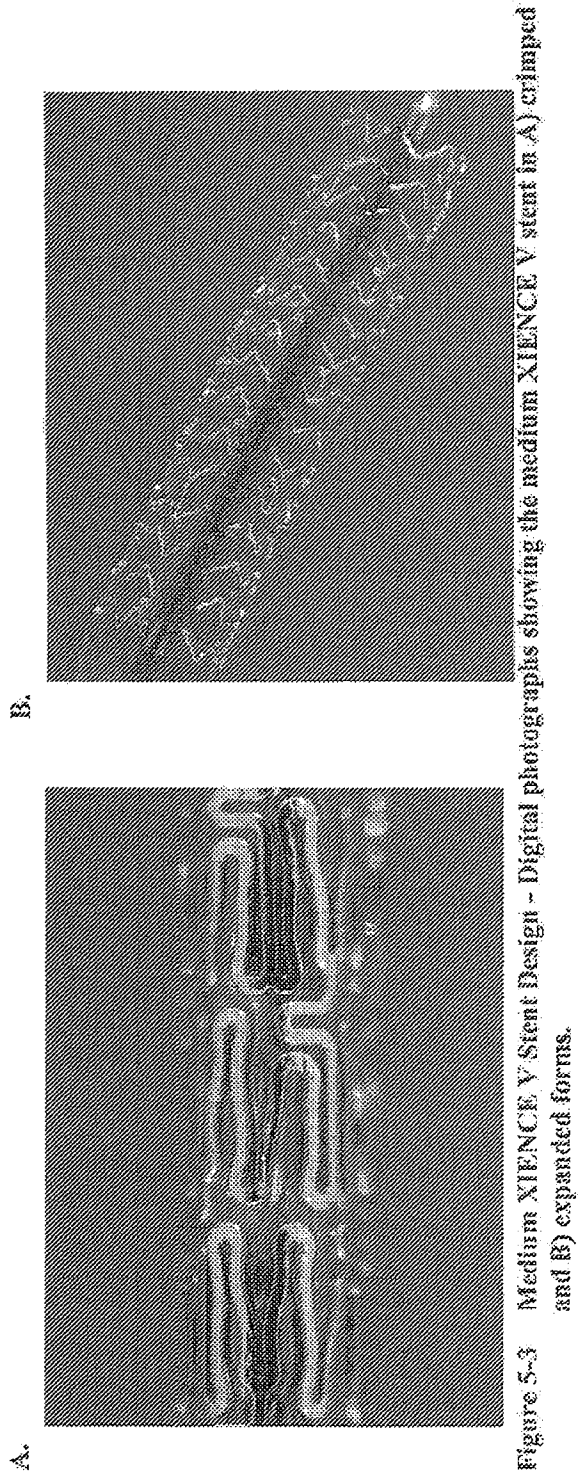 A.
B.
Figure 5-3 Medium XIENCE V Stent Design - Digital photographs showing the medium XIENCE V stent in A) crimped
and B) expanded forms.